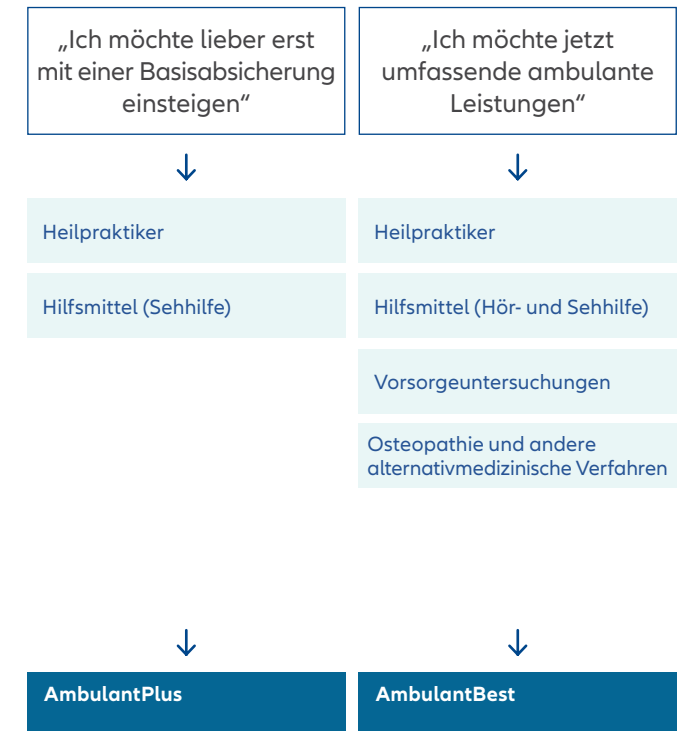 „Ich möchte lieber erst
mit einer Basisabsicherung
einsteigen“
Heilpraktiker
Hilfsmittel (Sehhilfe)
AmbulantPlus
„Ich möchte jetzt
umfassende ambulante
Leistungen“
Heilpraktiker
Hilfsmittel (Hör- und Sehhilfe)
Vorsorgeuntersuchungen
Osteopathie und andere
alternativmedizinische Verfahren
AmbulantBest